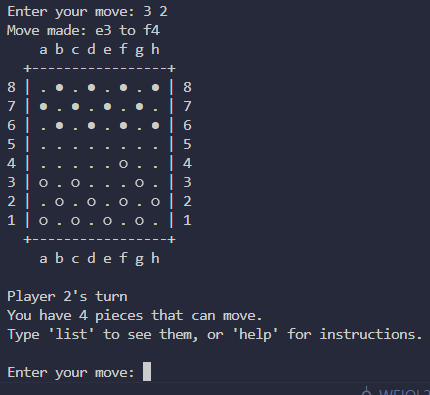 Enter your move: 3 2
Move made: e3 to f4
a b c d e f g h
+-----------------+
8 | . ● . ● . ● . ● | 8
7 | ● . ● . ● . ● . | 7
6 | . ● . ● . ● . ● | 6
5 | . . . . . . . . | 5
4 | . . . . . o . . | 4
3 | o . o . . . o . | 3
2 | . o . o . o . o | 2
1 | o . o . o . o . | 1
+-----------------+
a b c d e f g h
Player 2's turn
You have 4 pieces that can move.
Type 'list' to see them, or 'help' for instructions.
Enter your move: